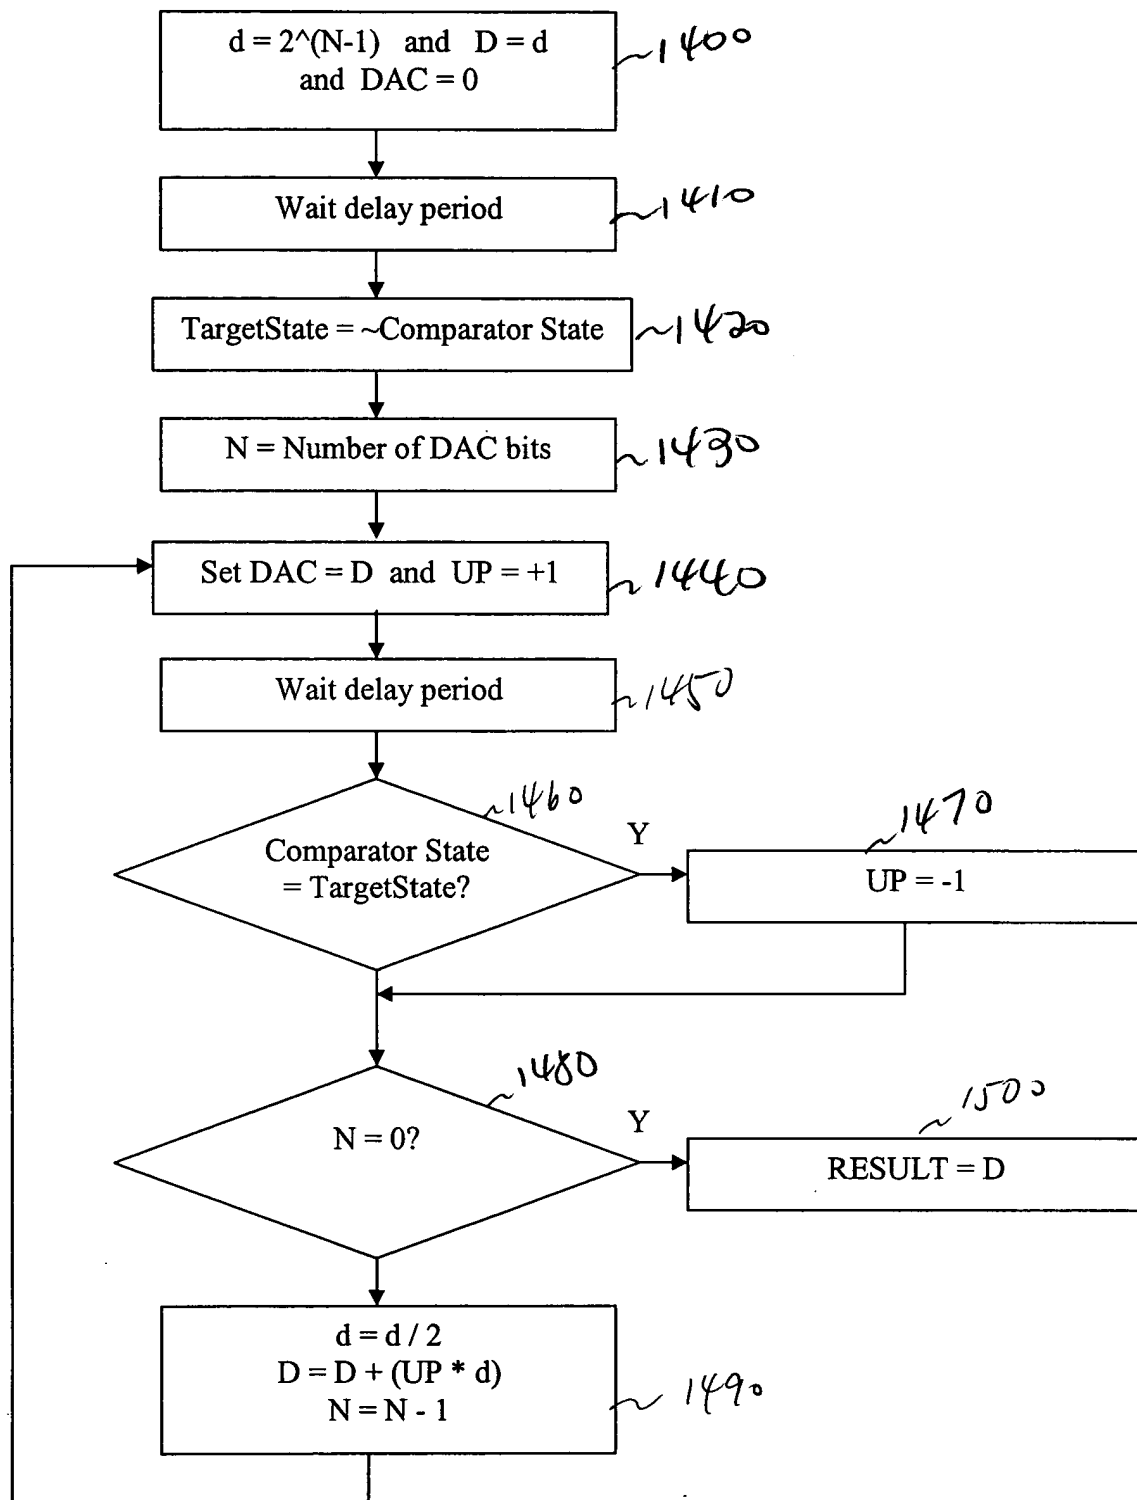 d = 2^(N-1) and D = d
and DAC = 0
1400
Wait delay period
1410
TargetState = ~Comparator State
1420
N = Number of DAC bits
1430
Set DAC = D and UP = +1
1440
Wait delay period
1450
1460
Comparator State
= TargetState?
Y
1470
UP = -1
1480
N = 0?
Y
1500
RESULT = D
d = d / 2
D = D + (UP * d)
N = N - 1
1490